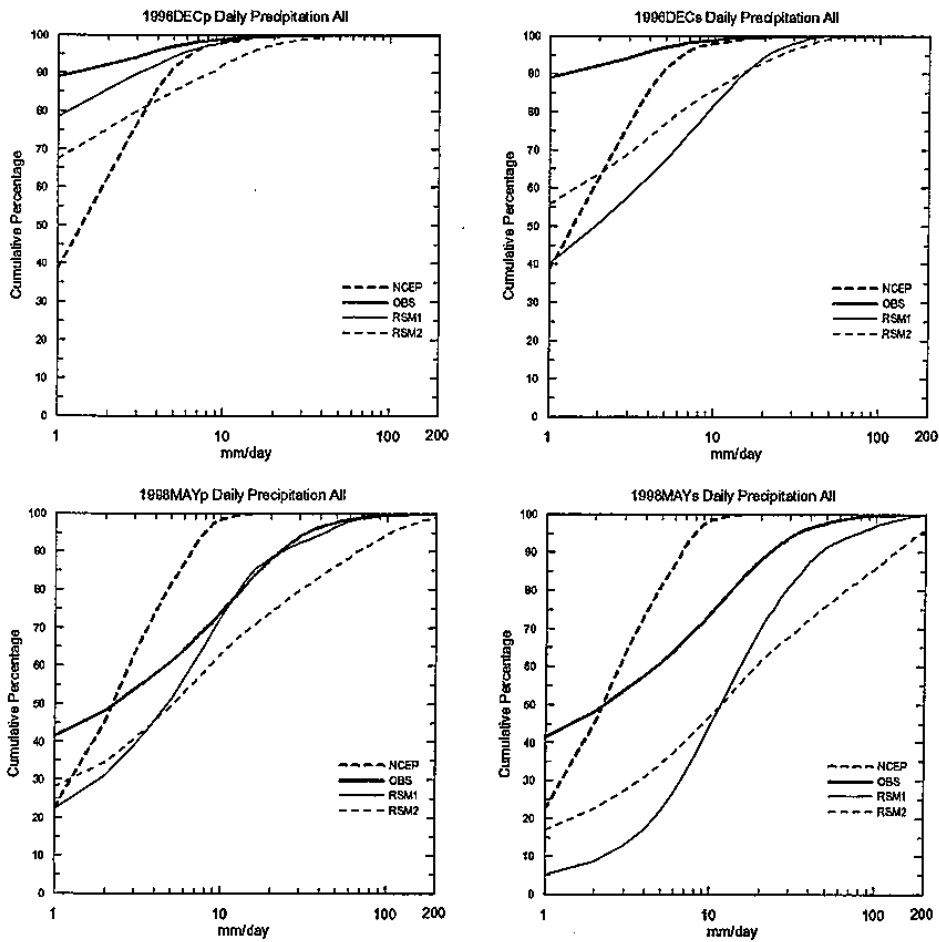 1996DECp Daily Precipitation All
Cumulative Percentage
100
90
80
70
60
50
40
30
20
10
0
NCEP
OBS
RSM1
RSM2
1
10
100
200
mm/day
1996DECs Daily Precipitation All
Cumulative Percentage
100
90
80
70
60
50
40
30
20
10
0
NCEP
OBS
RSM1
RSM2
1
10
100
200
mm/day
1998MAYp Daily Precipitation All
Cumulative Percentage
100
90
80
70
60
50
40
30
20
10
0
NCEP
OBS
RSM1
RSM2
1
10
100
200
mm/day
1998MAYs Daily Precipitation All
Cumulative Percentage
100
90
80
70
60
50
40
30
20
10
0
NCEP
OBS
RSM1
RSM2
1
10
100
200
mm/day